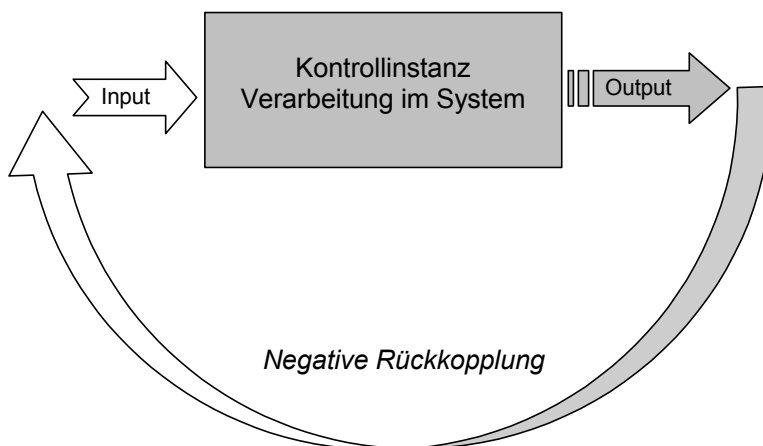 Kontrollinstanz
Verarbeitung im System
Input
Output
Negative Rückkopplung